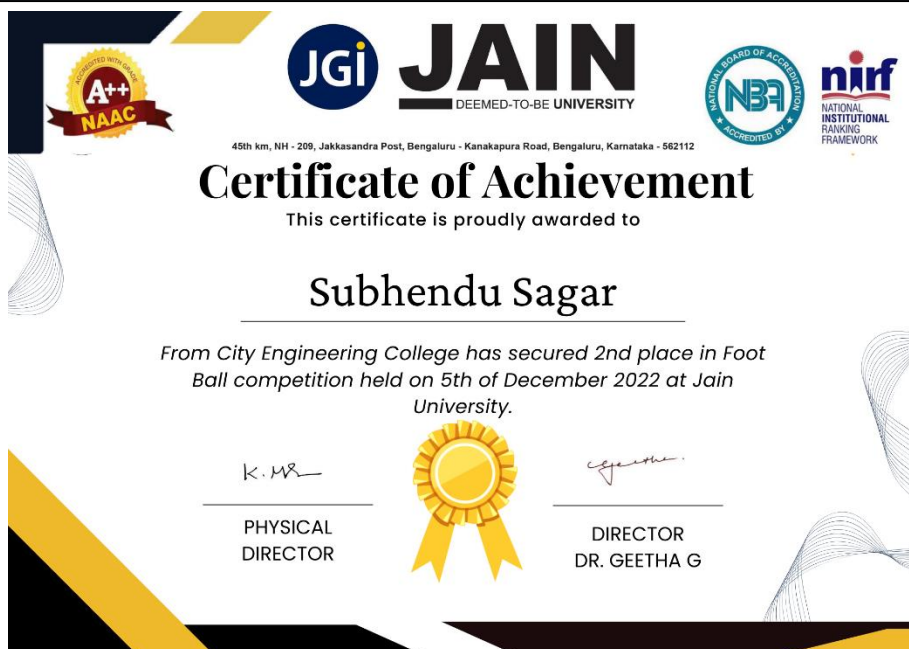 ACCREDITED WITH GRADE
A++
NAAC
JGi JAIN
DEEMED-TO-BE UNIVERSITY
NATIONAL BOARD OF ACCREDITATION
NBA
ACCREDITED BY
nirf
NATIONAL
INSTITUTIONAL
RANKING
FRAMEWORK
45th km, NH - 209, Jakkasandra Post, Bengaluru - Kanakapura Road, Bengaluru, Karnataka - 562112
Certificate of Achievement
This certificate is proudly awarded to
Subhendu Sagar
From City Engineering College has secured 2nd place in Foot
Ball competition held on 5th of December 2022 at Jain
University.
PHYSICAL
DIRECTOR
DIRECTOR
DR. GEETHA G